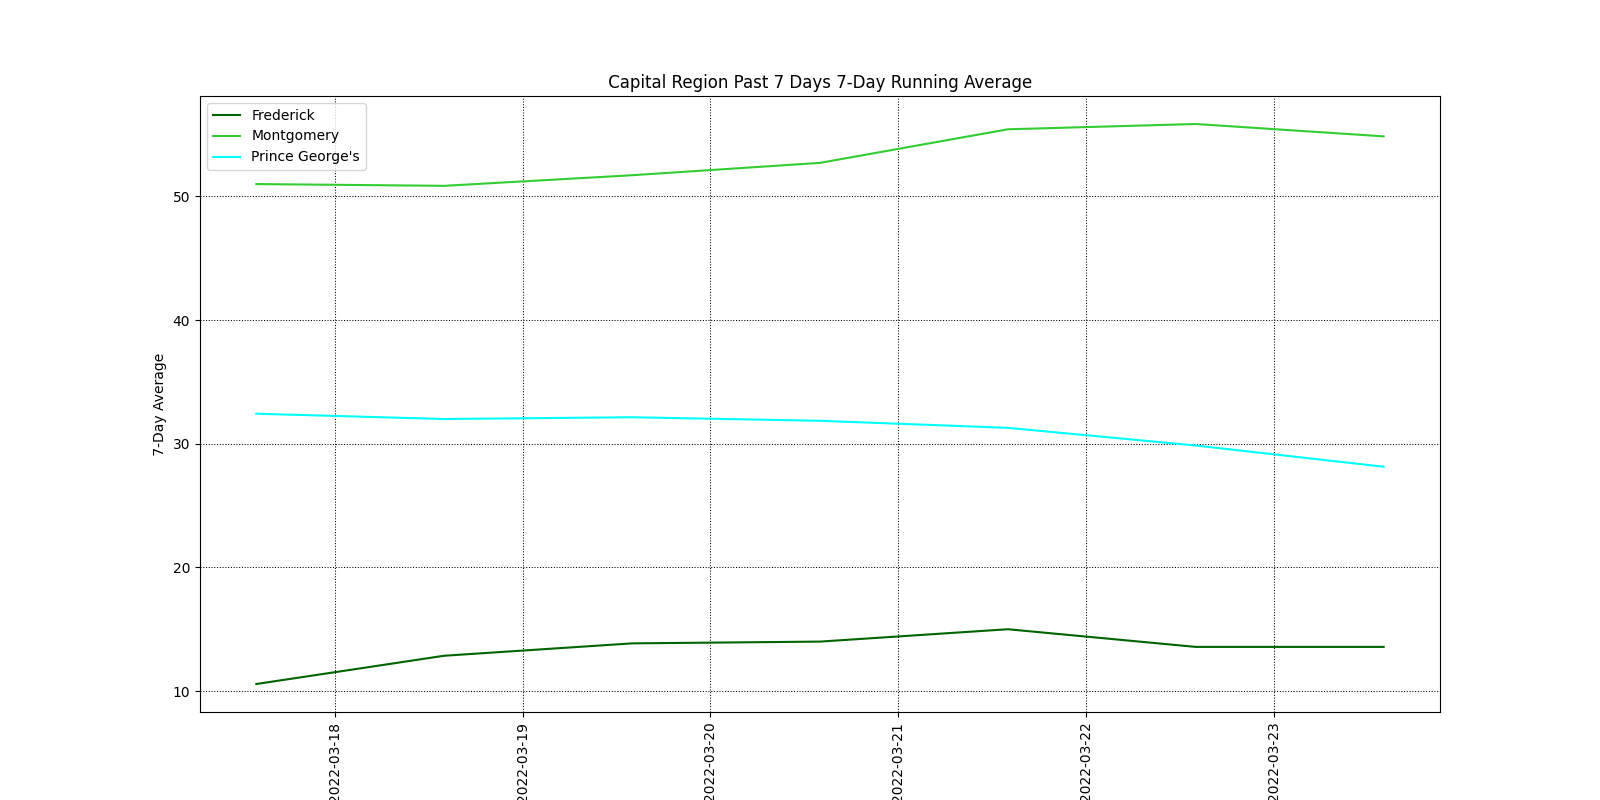 Capital Region Past 7 Days 7-Day Running Average
Frederick
Montgomery
Prince George's
7-Day Average
50
40
30
20
10
2022-03-18
2022-03-19
2022-03-20
2022-03-21
2022-03-22
2022-03-23